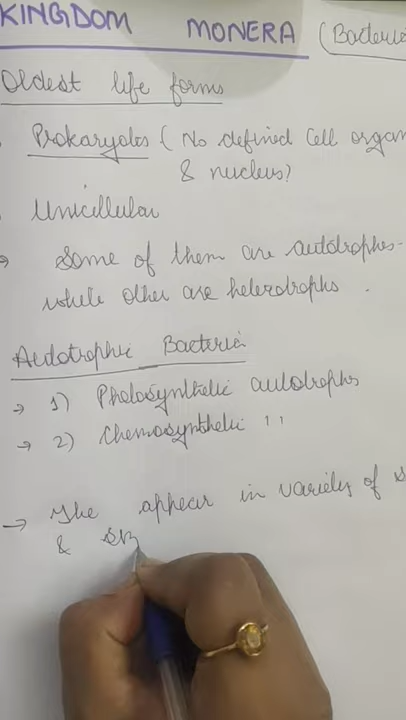 KINGDOM MONERA (Bacteria
Oldest life forms
Prokaryotes ( No defined Cell organ
& nucleus)
Unicellular
→ Some of them are autotrophs
while other are heterotrophs .
Autotrophic Bacteria
→ 1) Photosynthetic autotrophs
→ 2) Chemosynthetic ''
→ The appear in variety of s
&